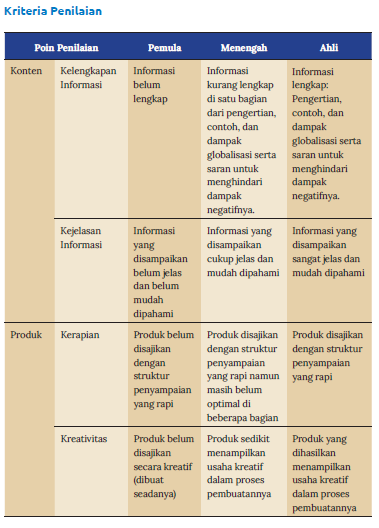 Kriteria Penilaian
Poin Penilaian Pemula Menengah Ahli
Konten
Kelengkapan
Informasi
Informasi
belum
lengkap
Informasi
kurang lengkap
di satu bagian
dari pengertian,
contoh, dan
dampak
globalisasi serta
saran untuk
menghindari
dampak
negatifnya.
Informasi
lengkap:
Pengertian,
contoh, dan
dampak
globalisasi serta
saran untuk
menghindari
dampak
negatifnya.
Kejelasan
Informasi
Informasi
yang
disampaikan
belum jelas
dan belum
mudah
dipahami
Informasi yang
disampaikan
cukup jelas dan
mudah dipahami
Informasi yang
disampaikan
sangat jelas dan
mudah dipahami
Produk
Kerapian
Produk belum
disajikan
dengan
struktur
penyampaian
yang rapi
Produk disajikan
dengan struktur
penyampaian
yang rapi namun
masih belum
optimal di
beberapa bagian
Produk disajikan
dengan struktur
penyampaian
yang rapi
Kreativitas
Produk belum
disajikan
secara kreatif
(dibuat
seadanya)
Produk sedikit
menampilkan
usaha kreatif
dalam proses
pembuatannya
Produk yang
dihasilkan
menampilkan
usaha kreatif
dalam proses
pembuatannya